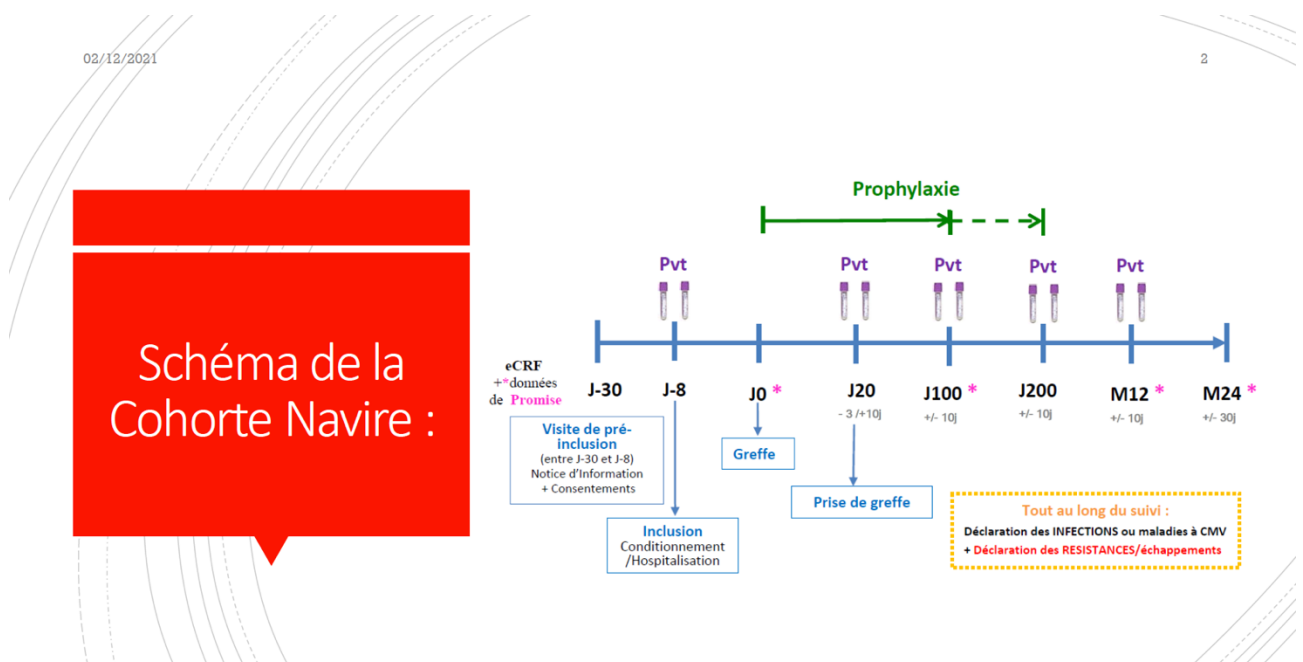 02/12/2021
2
Schéma de la
Cohorte Navire :
Prophylaxie
Pvt
Pvt
Pvt
Pvt
Pvt
eCRF
+*données
de Promise
J-30
J-8
J0 *
J20
- 3 /+10j
J100 *
+/- 10j
J200
+/- 10j
M12 *
+/- 10j
M24 *
+/- 30j
Visite de pré-
inclusion
(entre J-30 et J-8)
Notice d'Information
+ Consentements
Greffe
Prise de greffe
Inclusion
Conditionnement
/Hospitalisation
Tout au long du suivi :
Déclaration des INFECTIONS ou maladies à CMV
+ Déclaration des RESISTANCES/échappements